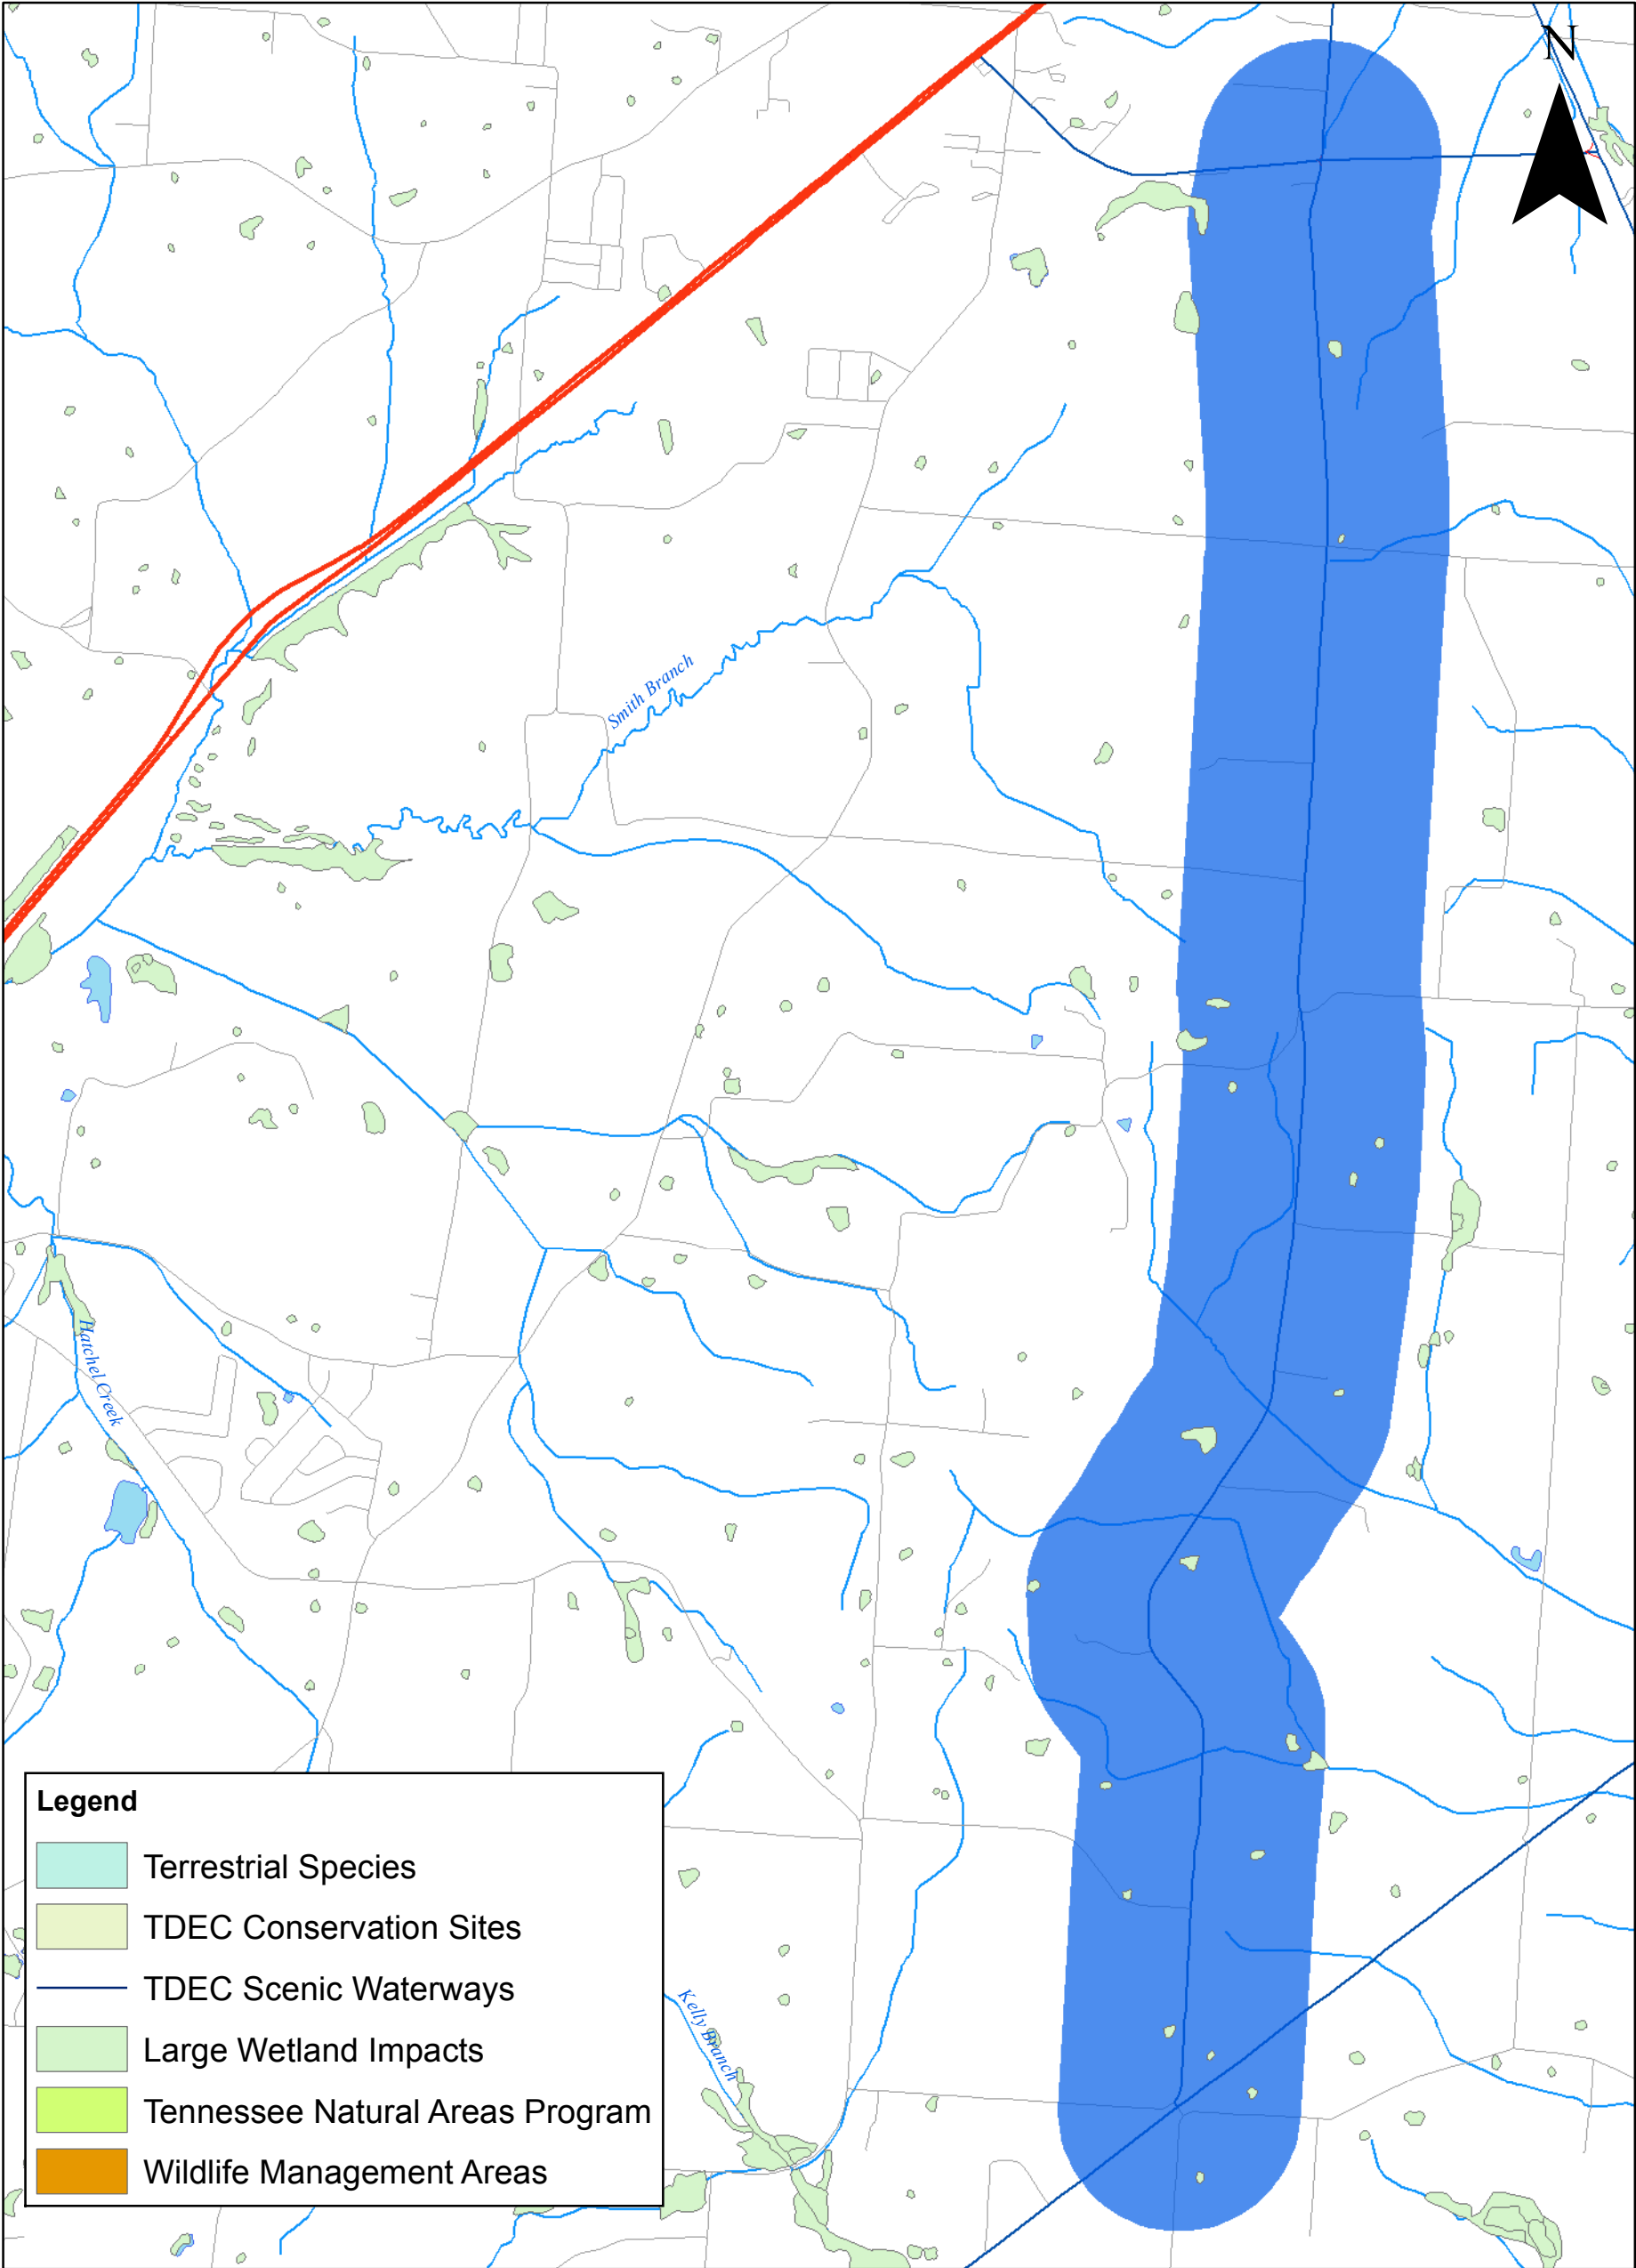 N
Smith Branch
Hatchel Creek
Kelly Branch
Legend
Terrestrial Species
TDEC Conservation Sites
TDEC Scenic Waterways
Large Wetland Impacts
Tennessee Natural Areas Program
Wildlife Management Areas